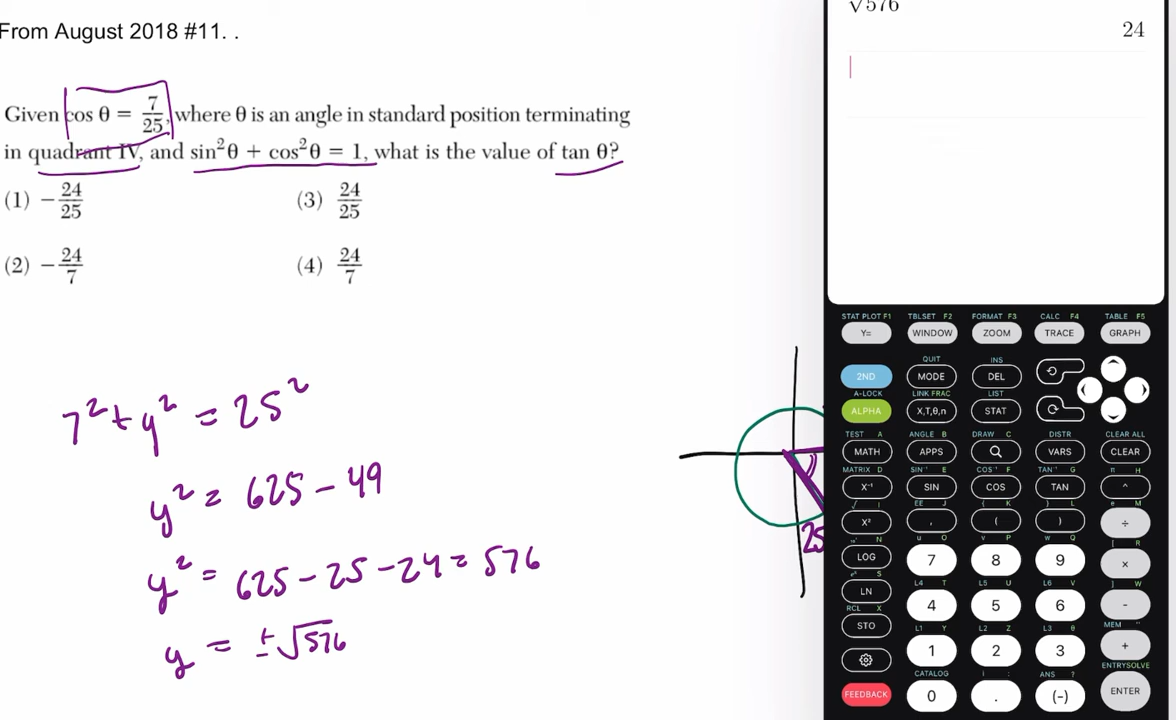 From August 2018 #11. .
Given cos θ = 7/25, where θ is an angle in standard position terminating
in quadrant IV, and sin²θ + cos²θ = 1, what is the value of tan θ?
(1) −24/25
(3) 24/25
(2) −24/7
(4) 24/7
7² + y² = 25²
y² = 625 − 49
y² = 625 − 25 − 24 = 576
y = ±√576
25
√576
24
STAT PLOT F1 TBLSET F2 FORMAT F3 CALC F4 TABLE F5
Y= WINDOW ZOOM TRACE GRAPH
QUIT INS
2ND MODE DEL
A-LOCK LINK FRAC LIST
ALPHA X,T,θ,n STAT
TEST A ANGLE B DRAW C DISTR CLEAR ALL
MATH APPS VARS CLEAR
MATRIX D SIN⁻¹ E COS⁻¹ F TAN⁻¹ G π H
X⁻¹ SIN COS TAN ^
√ I EE J { K } L e M
X² , ( ) ÷
N u O v P w Q [ R
LOG 7 8 9 ×
S L4 T L5 U L6 V ] W
LN 4 5 6 -
RCL X L1 Y L2 Z L3 θ MEM "
STO 1 2 3 +
CATALOG i : ANS ? ENTRYSOLVE
FEEDBACK 0 . (-) ENTER